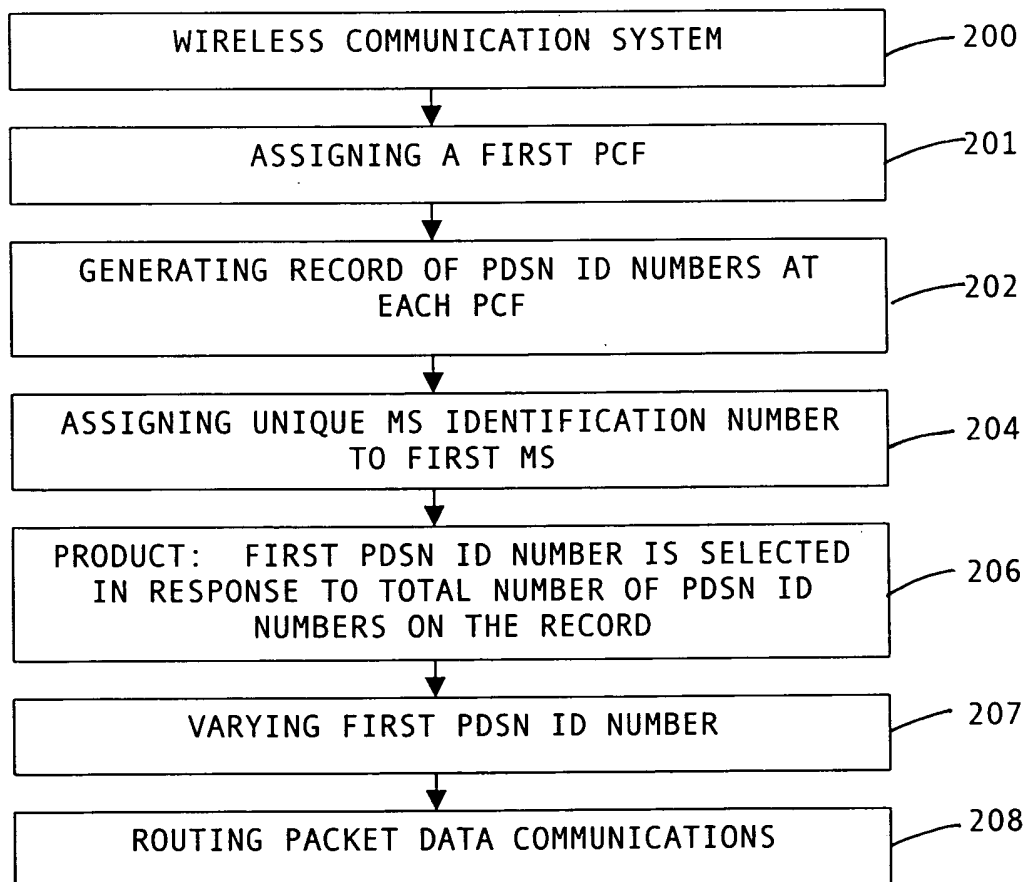 WIRELESS COMMUNICATION SYSTEM
200
ASSIGNING A FIRST PCF
201
GENERATING RECORD OF PDSN ID NUMBERS AT
EACH PCF
202
ASSIGNING UNIQUE MS IDENTIFICATION NUMBER
TO FIRST MS
204
PRODUCT: FIRST PDSN ID NUMBER IS SELECTED
IN RESPONSE TO TOTAL NUMBER OF PDSN ID
NUMBERS ON THE RECORD
206
VARYING FIRST PDSN ID NUMBER
207
ROUTING PACKET DATA COMMUNICATIONS
208